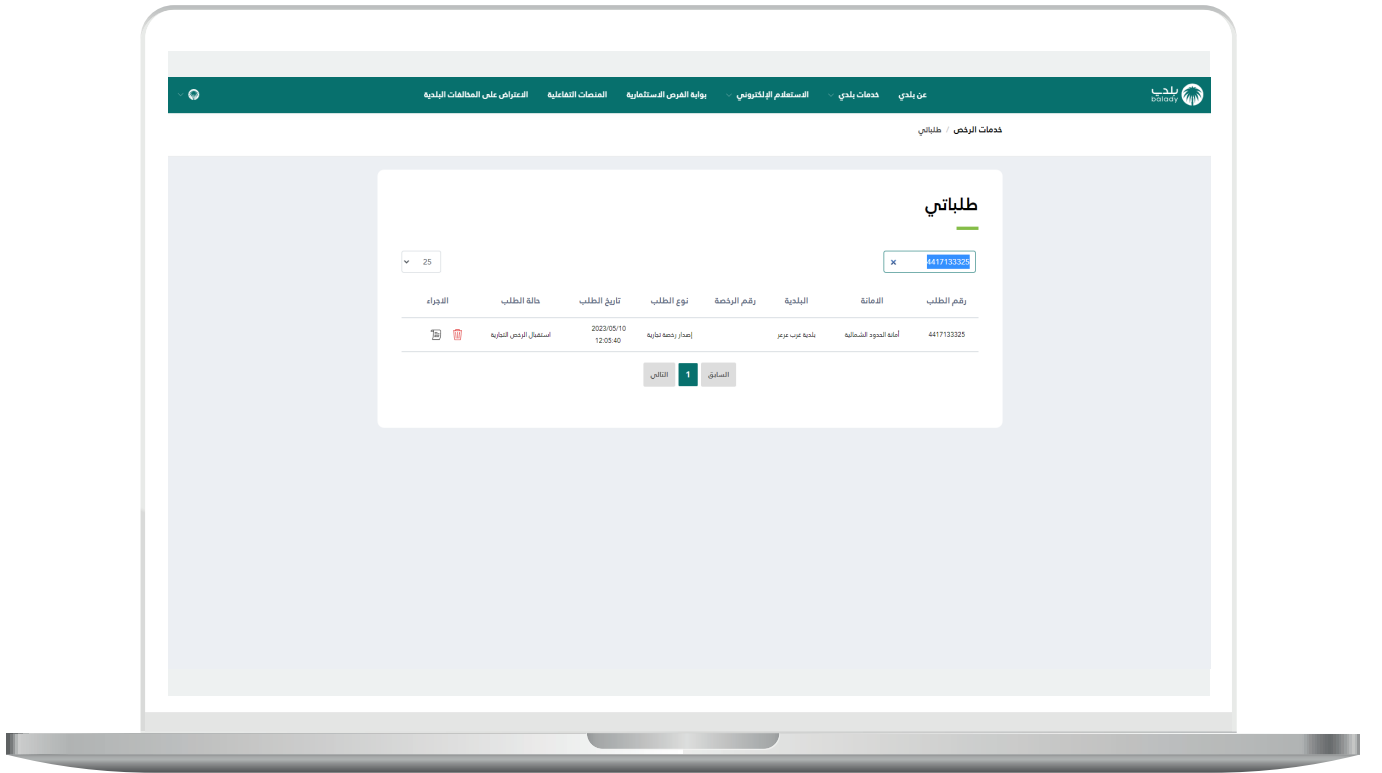 بلدي
balady
عن بلدي خدمات بلدي الاستعلام الإلكتروني بوابة الفرص الاستثمارية المنصات التفاعلية الاعتراض على المخالفات البلدية
خدمات الرخص / طلباتي
طلباتي
4417133325 × 25
رقم الطلب الامانة البلدية رقم الرخصة نوع الطلب تاريخ الطلب حالة الطلب الاجراء
4417133325 أمانة الحدود الشمالية بلدية غرب عرعر إصدار رخصة تجارية 2023/05/10 12:05:40 استقبال الرخص التجارية
السابق 1 التالي